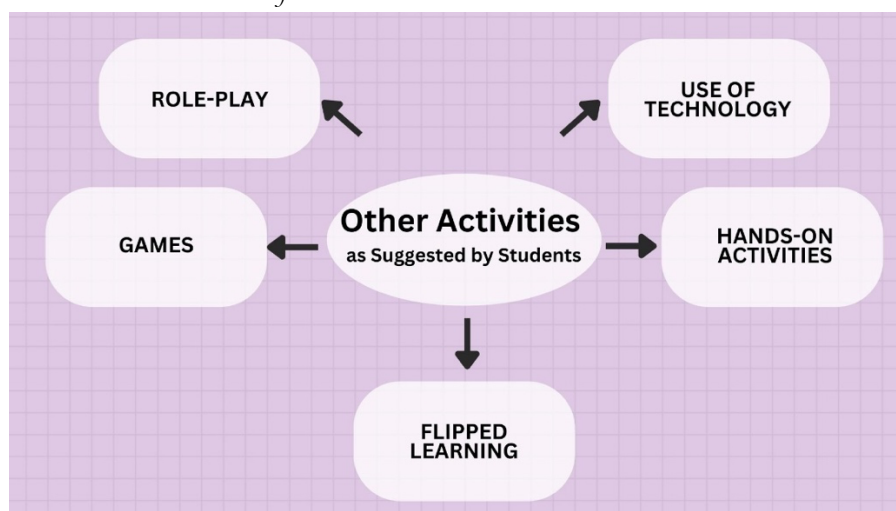 ROLE-PLAY
USE OF
TECHNOLOGY
Other Activities
as Suggested by Students
GAMES
HANDS-ON
ACTIVITIES
FLIPPED
LEARNING